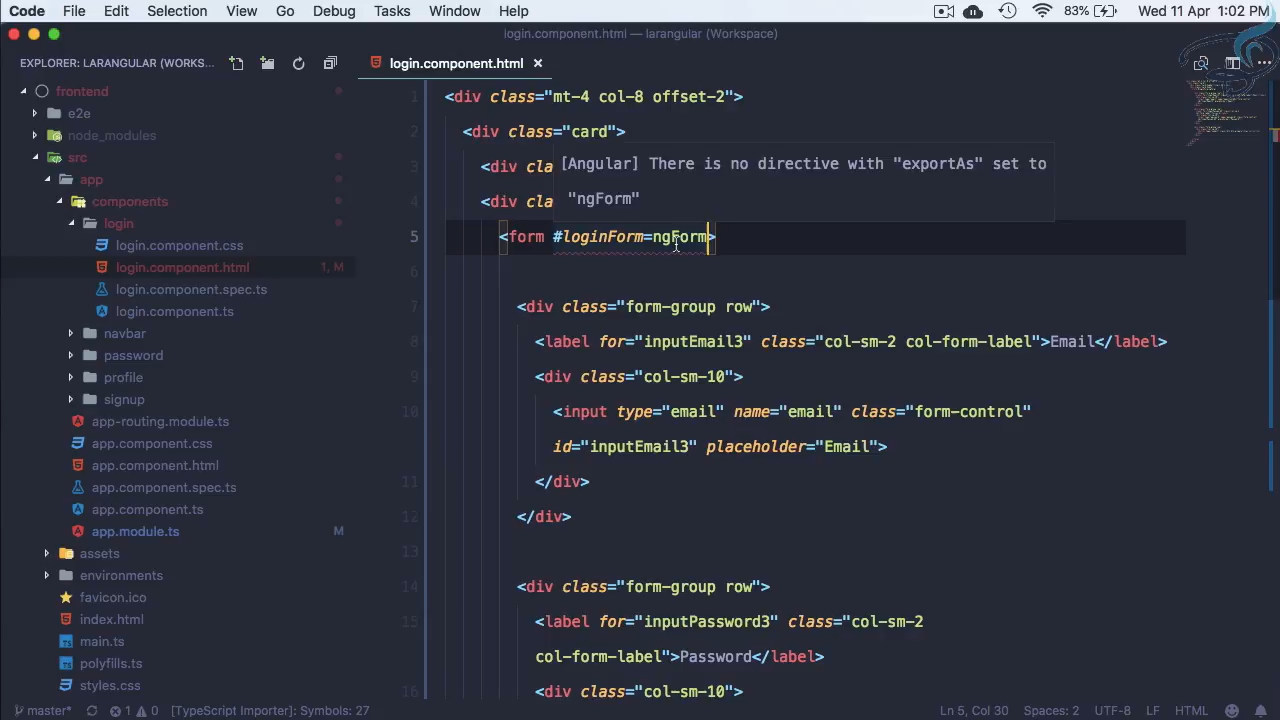 Code File Edit Selection View Go Debug Tasks Window Help 83% Wed 11 Apr 1:02 PM
login.component.html — larangular (Workspace)
EXPLORER: LARANGULAR (WORKS...
login.component.html ×
frontend
e2e
node_modules
src
app
components
login
login.component.css
login.component.html 1, M
login.component.spec.ts
login.component.ts
navbar
password
profile
signup
app-routing.module.ts
app.component.css
app.component.html
app.component.spec.ts
app.component.ts
app.module.ts M
assets
environments
favicon.ico
index.html
main.ts
polyfills.ts
styles.css
1 <div class="mt-4 col-8 offset-2">
2 <div class="card">
3 <div cla
4 <div cla
[Angular] There is no directive with "exportAs" set to
"ngForm"
5 <form #loginForm=ngForm>
6
7 <div class="form-group row">
8 <label for="inputEmail3" class="col-sm-2 col-form-label">Email</label>
9 <div class="col-sm-10">
10 <input type="email" name="email" class="form-control"
id="inputEmail3" placeholder="Email">
11 </div>
12 </div>
13
14 <div class="form-group row">
15 <label for="inputPassword3" class="col-sm-2
col-form-label">Password</label>
16 <div class="col-sm-10">
master* 1 0 [TypeScript Importer]: Symbols: 27 Ln 5, Col 30 Spaces: 2 UTF-8 LF HTML